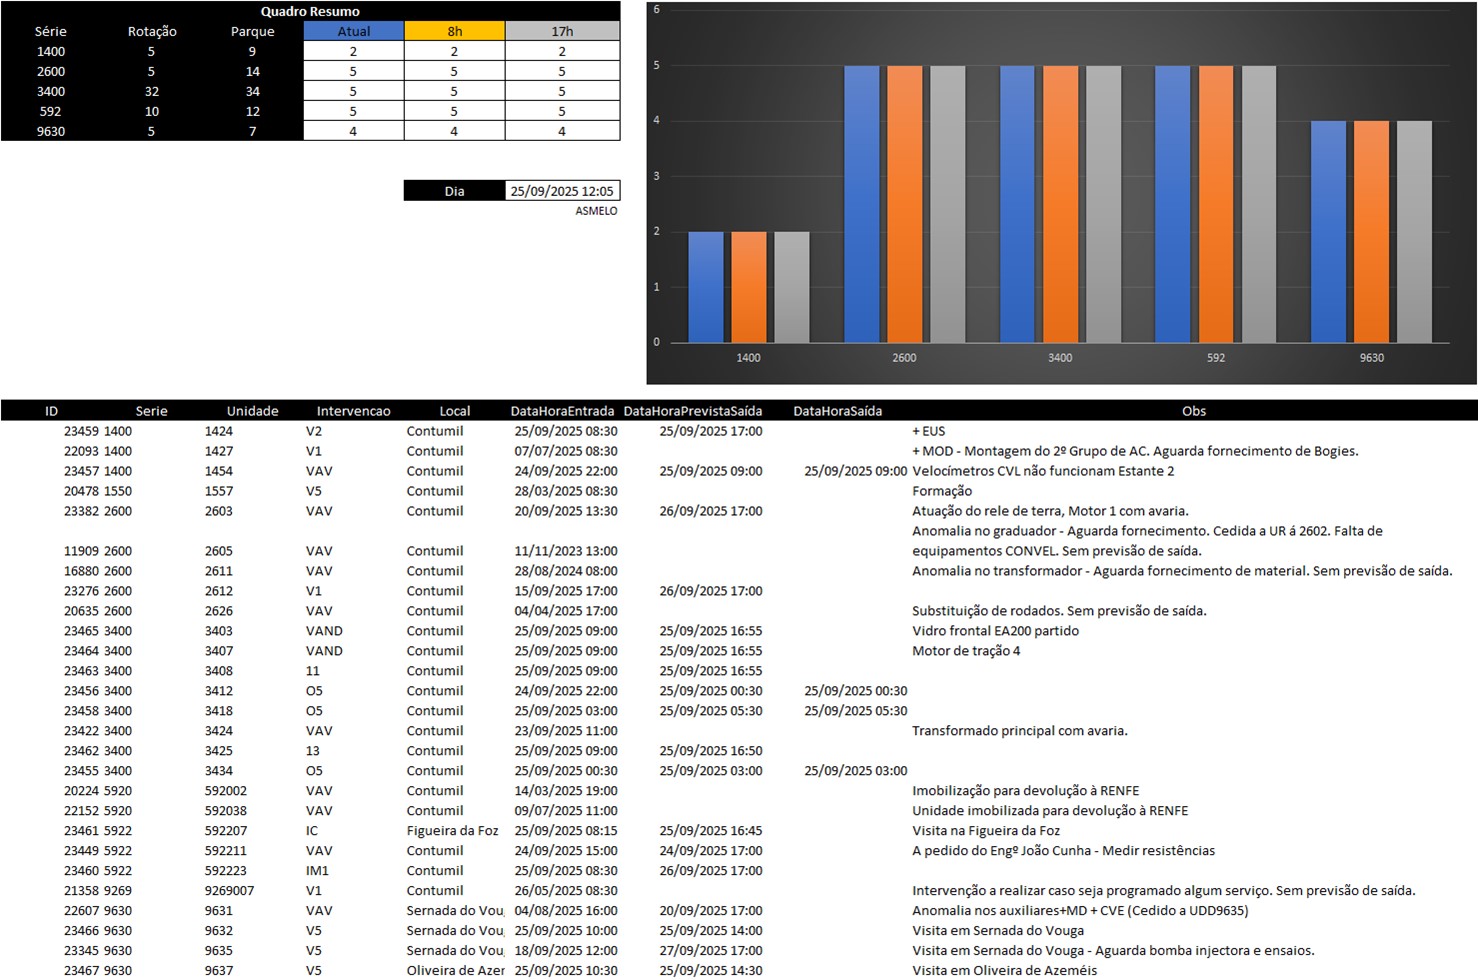 Quadro Resumo
Série Rotação Parque Atual 8h 17h
1400 5 9 2 2 2
2600 5 14 5 5 5
3400 32 34 5 5 5
592 10 12 5 5 5
9630 5 7 4 4 4
Dia 25/09/2025 12:05
ASMELO
6
5
4
3
2
1
0
1400 2600 3400 592 9630
ID Serie Unidade Intervencao Local DataHoraEntrada DataHoraPrevistaSaída DataHoraSaída Obs
23459 1400 1424 V2 Contumil 25/09/2025 08:30 25/09/2025 17:00 + EUS
22093 1400 1427 V1 Contumil 07/07/2025 08:30 + MOD - Montagem do 2º Grupo de AC. Aguarda fornecimento de Bogies.
23457 1400 1454 VAV Contumil 24/09/2025 22:00 25/09/2025 09:00 25/09/2025 09:00 Velocímetros CVL não funcionam Estante 2
20478 1550 1557 V5 Contumil 28/03/2025 08:30 Formação
23382 2600 2603 VAV Contumil 20/09/2025 13:30 26/09/2025 17:00 Atuação do rele de terra, Motor 1 com avaria.
Anomalia no graduador - Aguarda fornecimento. Cedida a UR á 2602. Falta de
11909 2600 2605 VAV Contumil 11/11/2023 13:00 equipamentos CONVEL. Sem previsão de saída.
16880 2600 2611 VAV Contumil 28/08/2024 08:00 Anomalia no transformador - Aguarda fornecimento de material. Sem previsão de saída.
23276 2600 2612 V1 Contumil 15/09/2025 17:00 26/09/2025 17:00
20635 2600 2626 VAV Contumil 04/04/2025 17:00 Substituição de rodados. Sem previsão de saída.
23465 3400 3403 VAND Contumil 25/09/2025 09:00 25/09/2025 16:55 Vidro frontal EA200 partido
23464 3400 3407 VAND Contumil 25/09/2025 09:00 25/09/2025 16:55 Motor de tração 4
23463 3400 3408 11 Contumil 25/09/2025 09:00 25/09/2025 16:55
23456 3400 3412 O5 Contumil 24/09/2025 22:00 25/09/2025 00:30 25/09/2025 00:30
23458 3400 3418 O5 Contumil 25/09/2025 03:00 25/09/2025 05:30 25/09/2025 05:30
23422 3400 3424 VAV Contumil 23/09/2025 11:00 Transformado principal com avaria.
23462 3400 3425 13 Contumil 25/09/2025 09:00 25/09/2025 16:50
23455 3400 3434 O5 Contumil 25/09/2025 00:30 25/09/2025 03:00 25/09/2025 03:00
20224 5920 592002 VAV Contumil 14/03/2025 19:00 Imobilização para devolução à RENFE
22152 5920 592038 VAV Contumil 09/07/2025 11:00 Unidade imobilizada para devolução à RENFE
23461 5922 592207 IC Figueira da Foz 25/09/2025 08:15 25/09/2025 16:45 Visita na Figueira da Foz
23449 5922 592211 VAV Contumil 24/09/2025 15:00 24/09/2025 17:00 A pedido do Engº João Cunha - Medir resistências
23460 5922 592223 IM1 Contumil 25/09/2025 08:30 26/09/2025 17:00
21358 9269 9269007 V1 Contumil 26/05/2025 08:30 Intervenção a realizar caso seja programado algum serviço. Sem previsão de saída.
22607 9630 9631 VAV Sernada do Vou 04/08/2025 16:00 20/09/2025 17:00 Anomalia nos auxiliares+MD + CVE (Cedido a UDD9635)
23466 9630 9632 V5 Sernada do Vou 25/09/2025 10:00 25/09/2025 14:00 Visita em Sernada do Vouga
23345 9630 9635 V5 Sernada do Vou 18/09/2025 12:00 27/09/2025 17:00 Visita em Sernada do Vouga - Aguarda bomba injectora e ensaios.
23467 9630 9637 V5 Oliveira de Azer 25/09/2025 10:30 25/09/2025 14:30 Visita em Oliveira de Azeméis